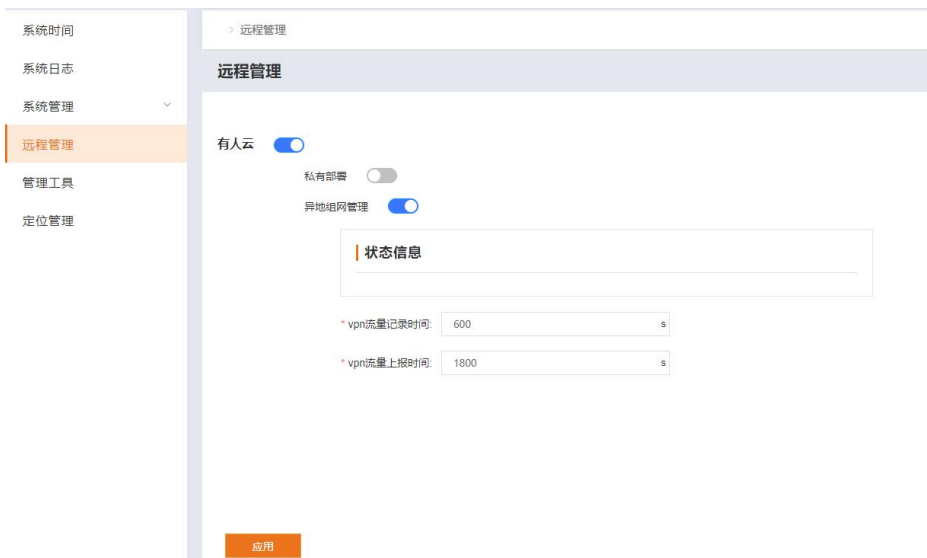 系统时间
系统日志
系统管理
远程管理
管理工具
定位管理
> 远程管理
远程管理
有人云
私有部署
异地组网管理
状态信息
* vpn流量记录时间: 600 s
* vpn流量上报时间: 1800 s
应用